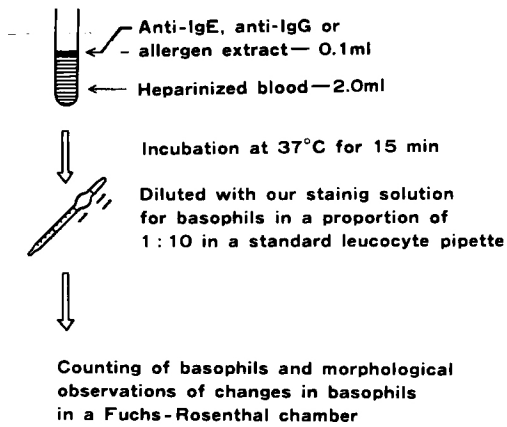 Anti-IgE, anti-IgG or
allergen extract — 0.1ml
Heparinized blood — 2.0ml
Incubation at 37°C for 15 min
Diluted with our stainig solution
for basophils in a proportion of
1 : 10 in a standard leucocyte pipette
Counting of basophils and morphological
observations of changes in basophils
in a Fuchs - Rosenthal chamber